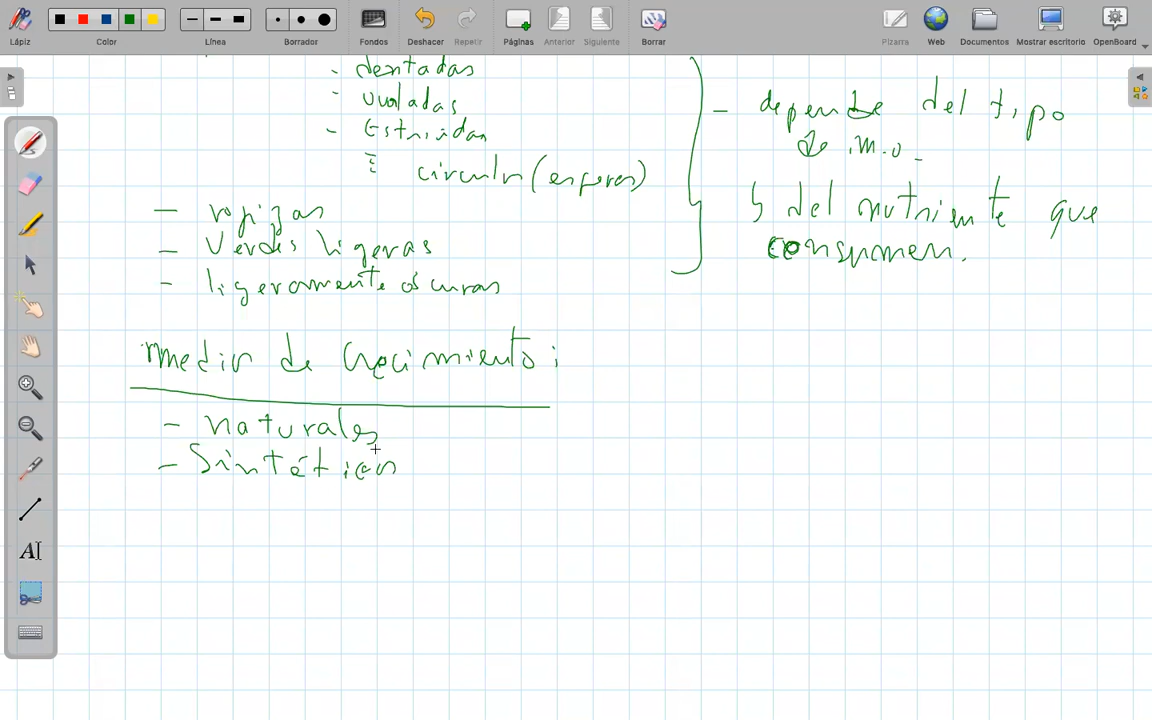 Lápiz Color Línea Borrador Fondos Deshacer Repetir Páginas Anterior Siguiente Borrar Pizarra Web Documentos Mostrar escritorio OpenBoard
- dentadas
- Estriadas
circular (esperas)
- rojizas
- Verdes ligeras
- ligeramente oscuras
- depende del tipo
de m.o.
del nutriente que
consumen.
medio de Crecimiento:
- naturales
- Sintéticos